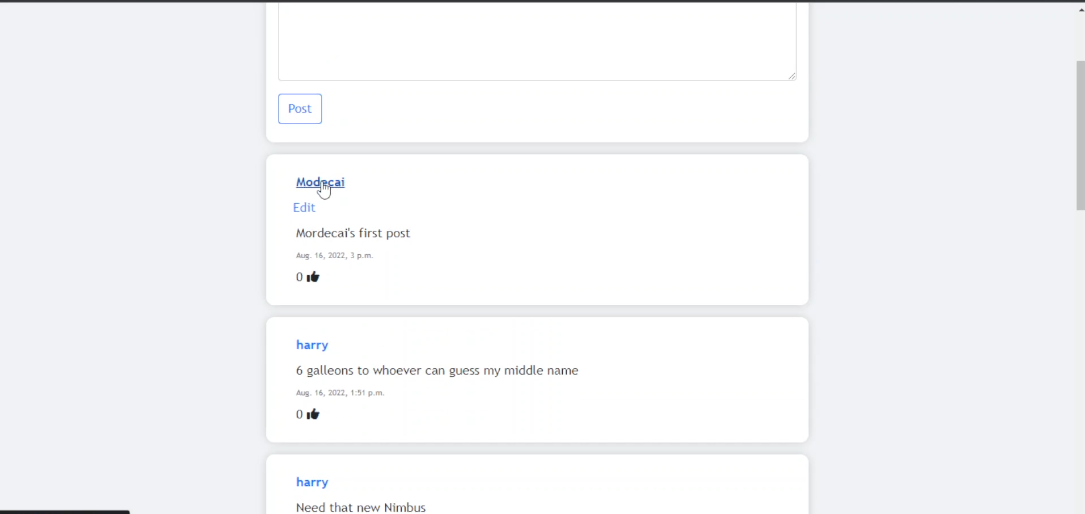 Post
Modecai
Edit
Mordecai's first post
Aug. 16, 2022, 3 p.m.
0
harry
6 galleons to whoever can guess my middle name
Aug. 16, 2022, 1:51 p.m.
0
harry
Need that new Nimbus